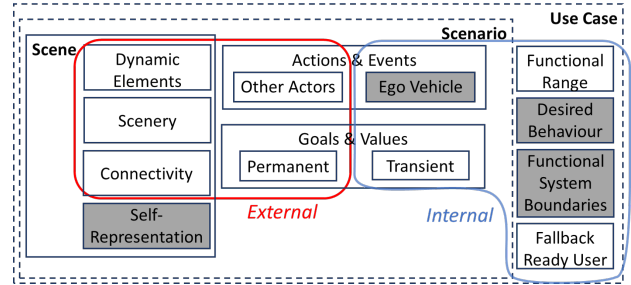 Use Case
Scenario
Scene
Dynamic
Elements
Scenery
Connectivity
Self-
Representation
Actions & Events
Other Actors
Ego Vehicle
Goals & Values
Permanent
Transient
External
Internal
Functional
Range
Desired
Behaviour
Functional
System
Boundaries
Fallback
Ready User